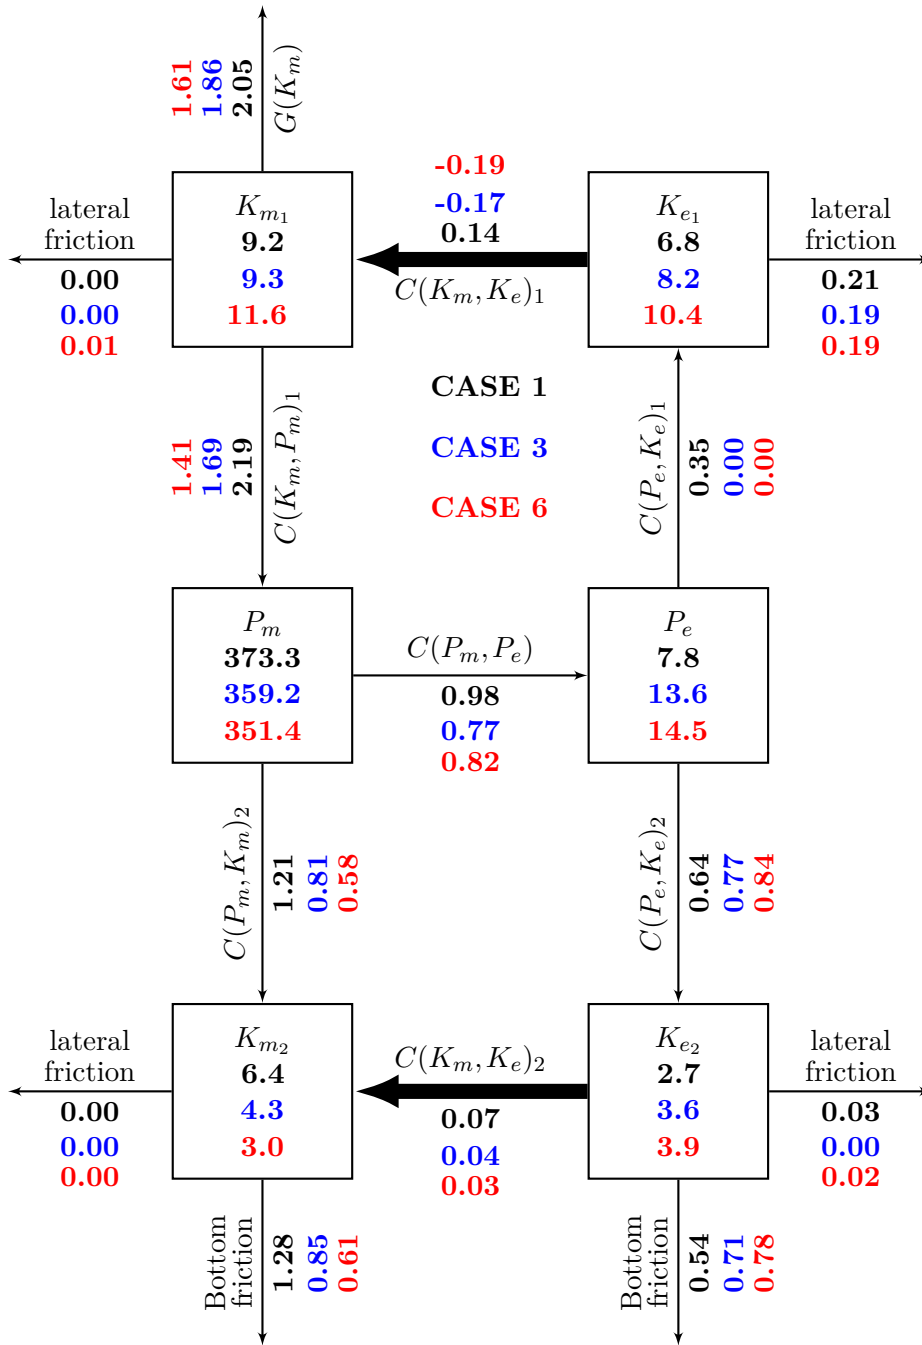 1.61
1.86
2.05
G(K_m)
-0.19
-0.17
0.14
C(K_m, K_e)_1
lateral
friction
0.00
0.00
0.01
K_{m_1}
9.2
9.3
11.6
K_{e_1}
6.8
8.2
10.4
lateral
friction
0.21
0.19
0.19
1.41
1.69
2.19
C(K_m, P_m)_1
CASE 1
CASE 3
CASE 6
C(P_e, K_e)_1
0.35
0.00
0.00
P_m
373.3
359.2
351.4
C(P_m, P_e)
0.98
0.77
0.82
P_e
7.8
13.6
14.5
C(P_m, K_m)_2
1.21
0.81
0.58
C(P_e, K_e)_2
0.64
0.77
0.84
lateral
friction
0.00
0.00
0.00
K_{m_2}
6.4
4.3
3.0
C(K_m, K_e)_2
0.07
0.04
0.03
K_{e_2}
2.7
3.6
3.9
lateral
friction
0.03
0.00
0.02
Bottom
friction
1.28
0.85
0.61
Bottom
friction
0.54
0.71
0.78